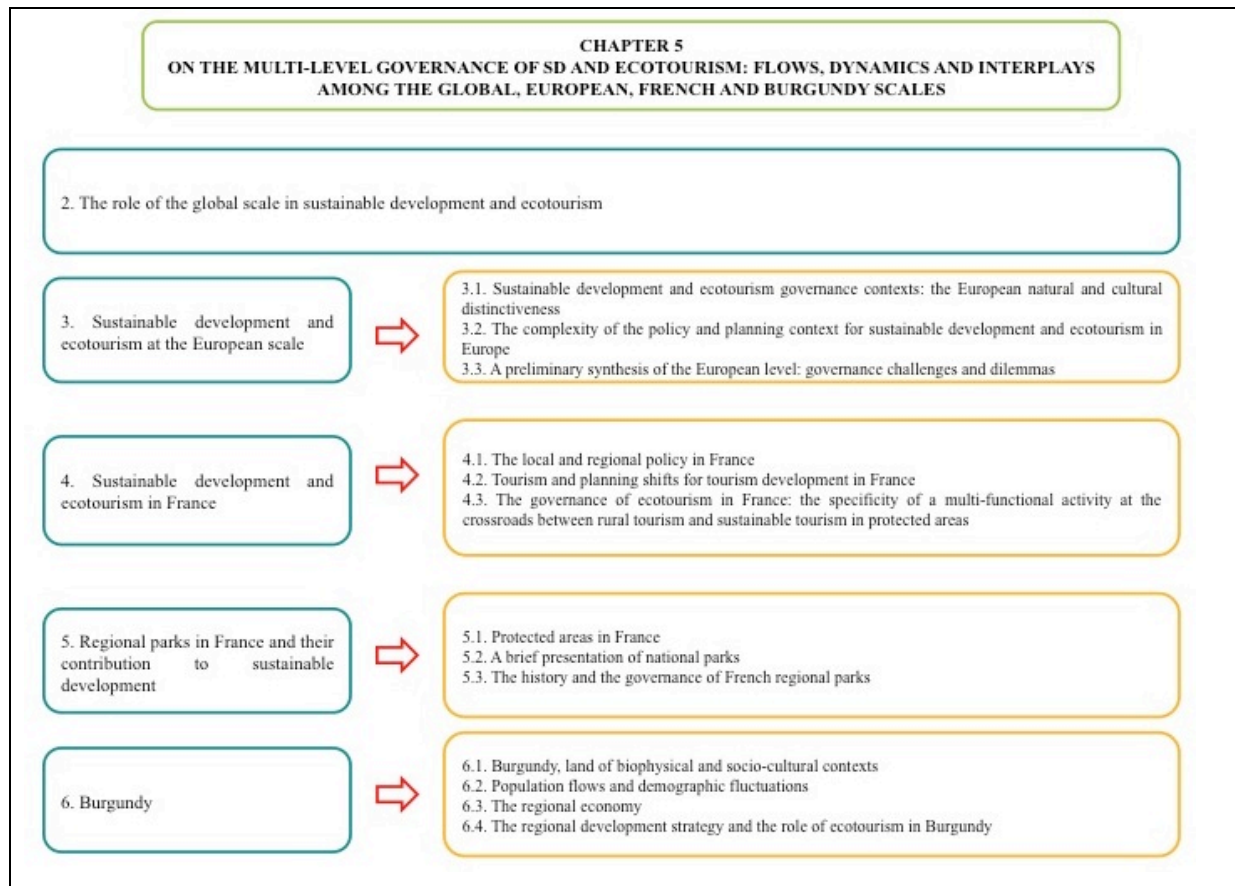 CHAPTER 5
ON THE MULTI-LEVEL GOVERNANCE OF SD AND ECOTOURISM: FLOWS, DYNAMICS AND INTERPLAYS
AMONG THE GLOBAL, EUROPEAN, FRENCH AND BURGUNDY SCALES
2. The role of the global scale in sustainable development and ecotourism
3. Sustainable development and
ecotourism at the European scale
3.1. Sustainable development and ecotourism governance contexts: the European natural and cultural
distinctiveness
3.2. The complexity of the policy and planning context for sustainable development and ecotourism in
Europe
3.3. A preliminary synthesis of the European level: governance challenges and dilemmas
4. Sustainable development and
ecotourism in France
4.1. The local and regional policy in France
4.2. Tourism and planning shifts for tourism development in France
4.3. The governance of ecotourism in France: the specificity of a multi-functional activity at the
crossroads between rural tourism and sustainable tourism in protected areas
5. Regional parks in France and their
contribution to sustainable
development
5.1. Protected areas in France
5.2. A brief presentation of national parks
5.3. The history and the governance of French regional parks
6. Burgundy
6.1. Burgundy, land of biophysical and socio-cultural contexts
6.2. Population flows and demographic fluctuations
6.3. The regional economy
6.4. The regional development strategy and the role of ecotourism in Burgundy